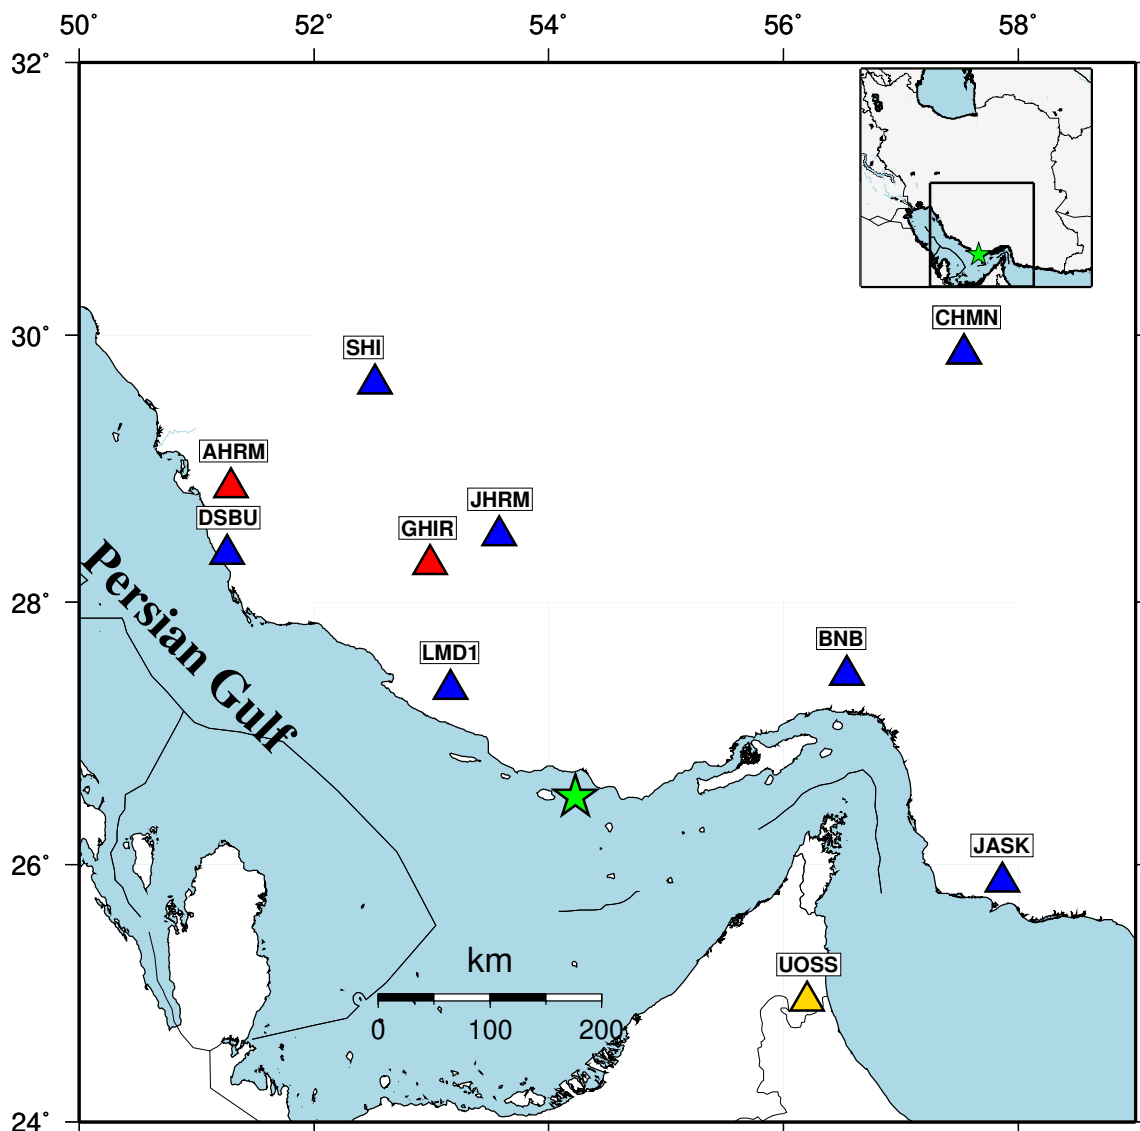 50˚ 52˚ 54˚ 56˚ 58˚
32˚
CHMN
30˚
SHI
AHRM
JHRM
DSBU
GHIR
28˚
Persian Gulf
BNB
LMD1
26˚
JASK
km
UOSS
0 100 200
24˚